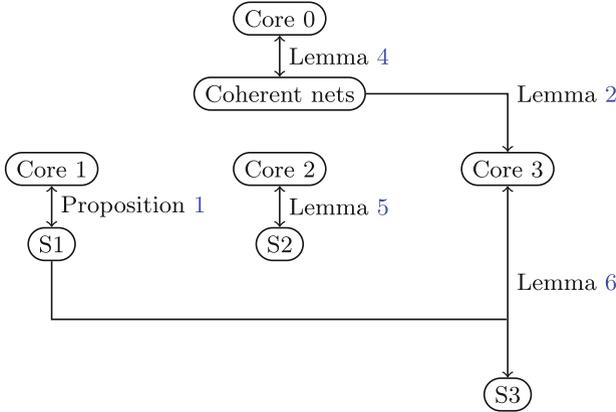 Core 0
Lemma 4
Coherent nets
Lemma 2
Core 1
Core 2
Core 3
Proposition 1
Lemma 5
S1
S2
Lemma 6
S3